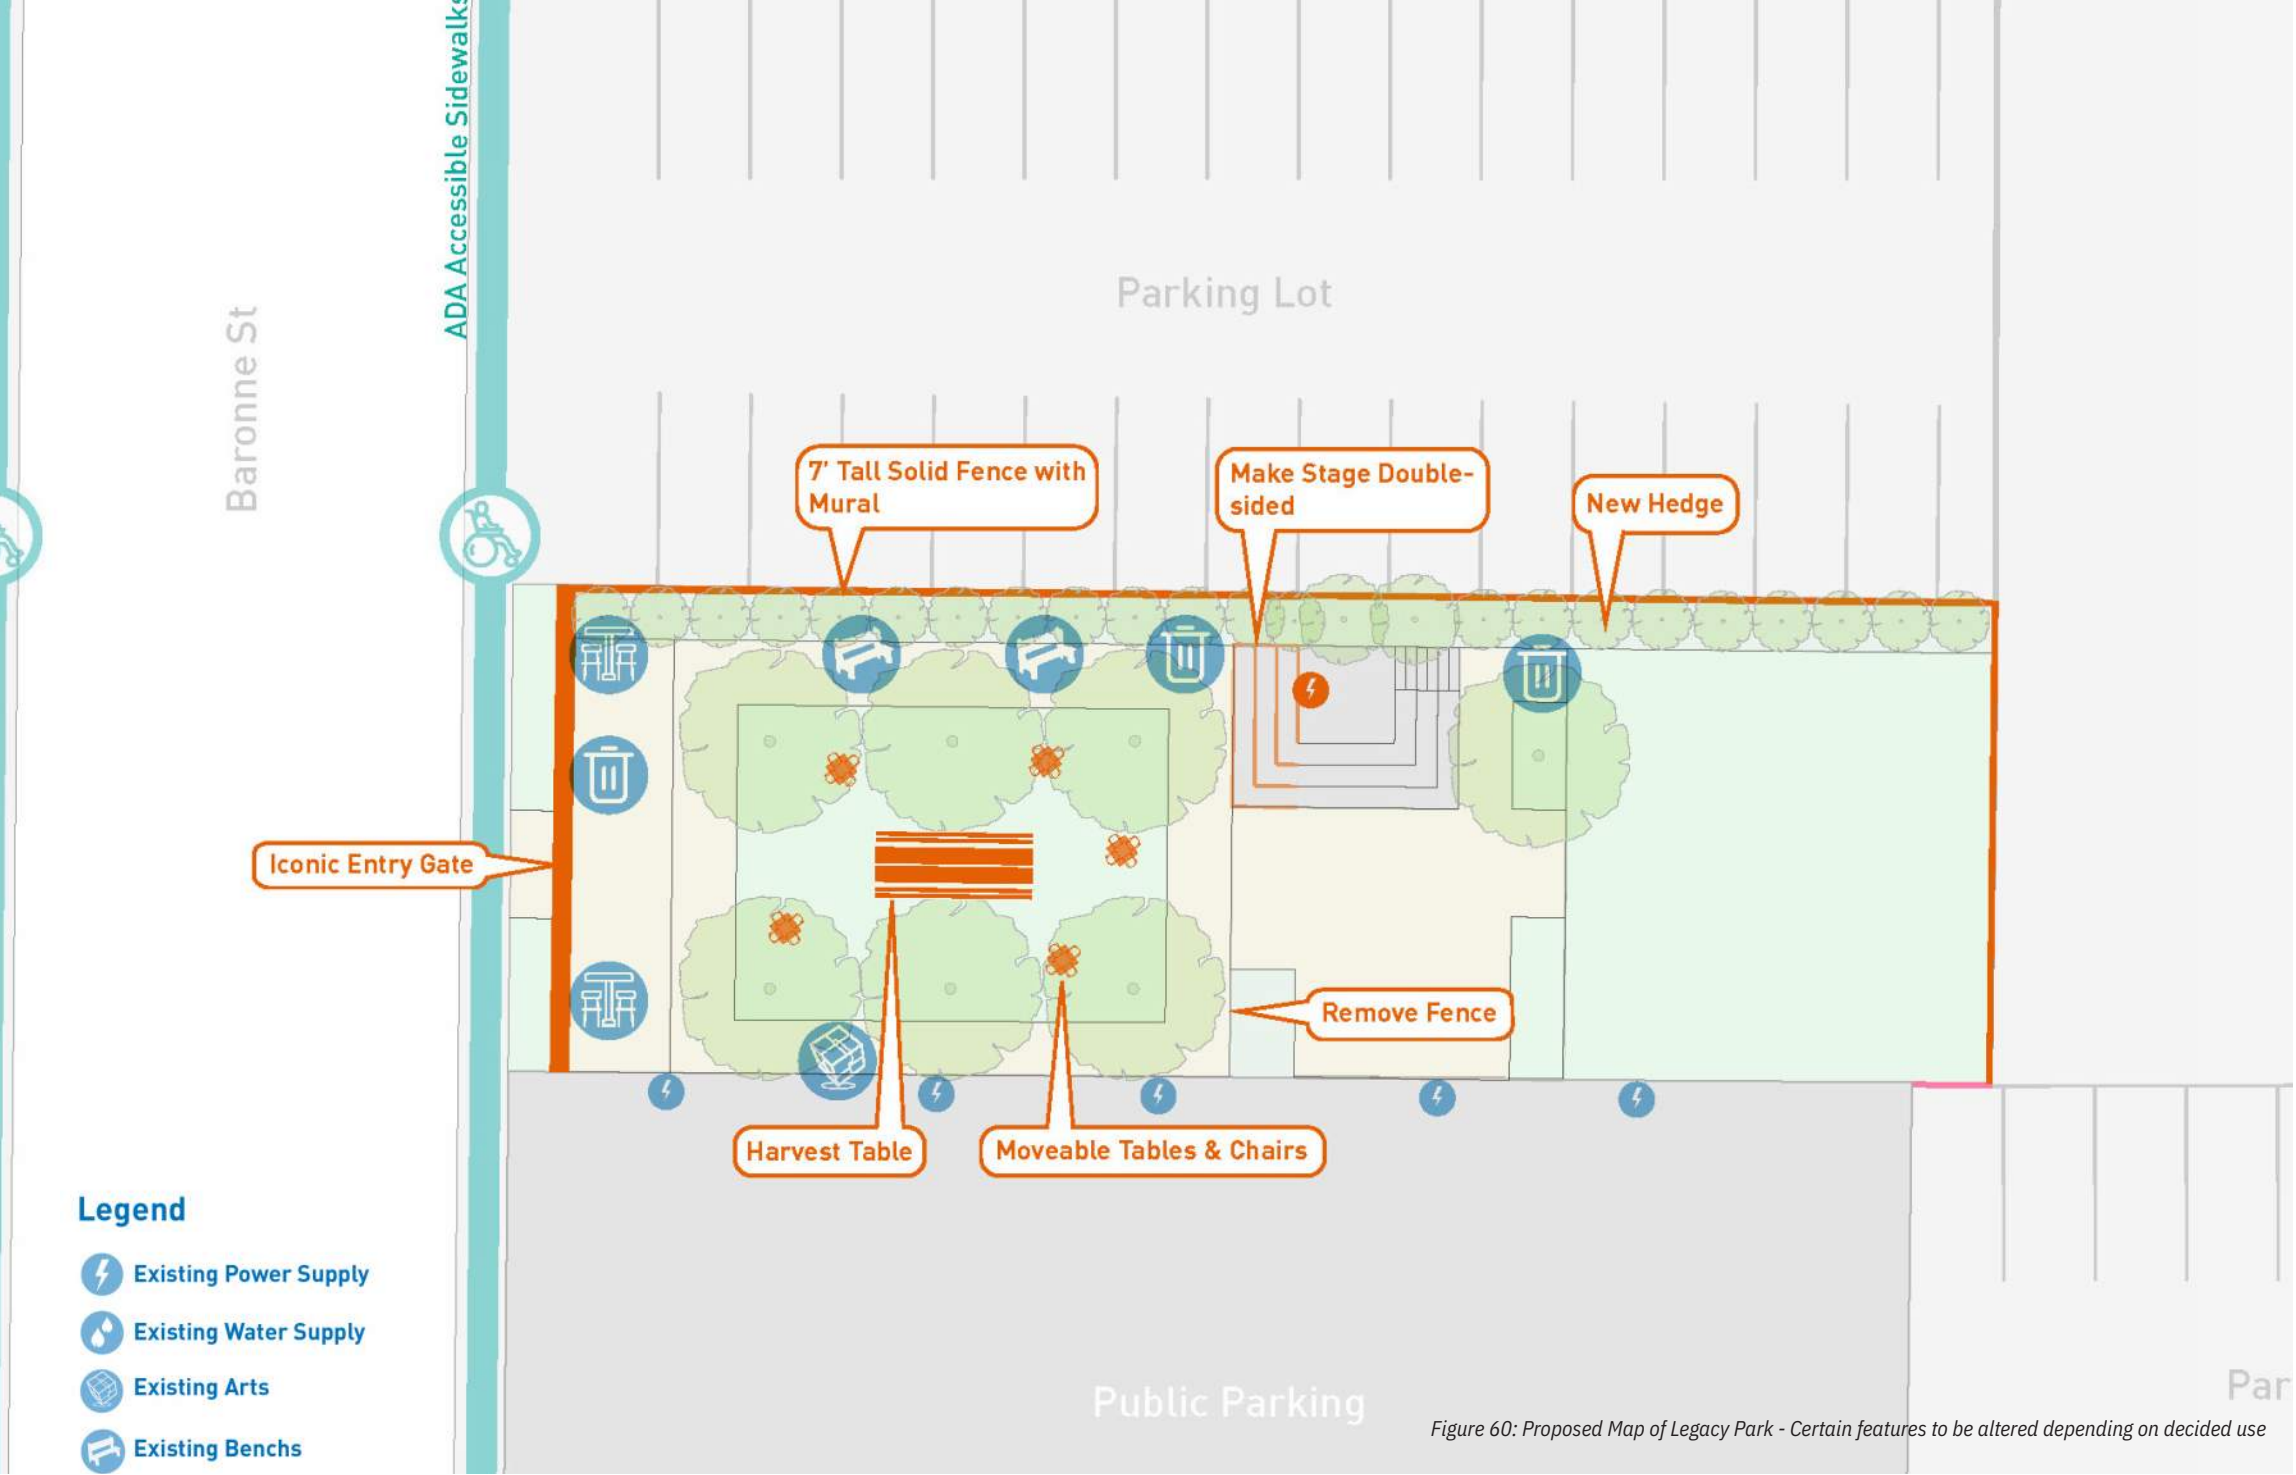 ADA Accessible Sidewalks
Baronne St
Parking Lot
7' Tall Solid Fence with
Mural
Make Stage Double-
sided
New Hedge
Iconic Entry Gate
Remove Fence
Harvest Table
Moveable Tables & Chairs
Legend
Existing Power Supply
Existing Water Supply
Existing Arts
Existing Benchs
Public Parking
Par
Figure 60: Proposed Map of Legacy Park - Certain features to be altered depending on decided use